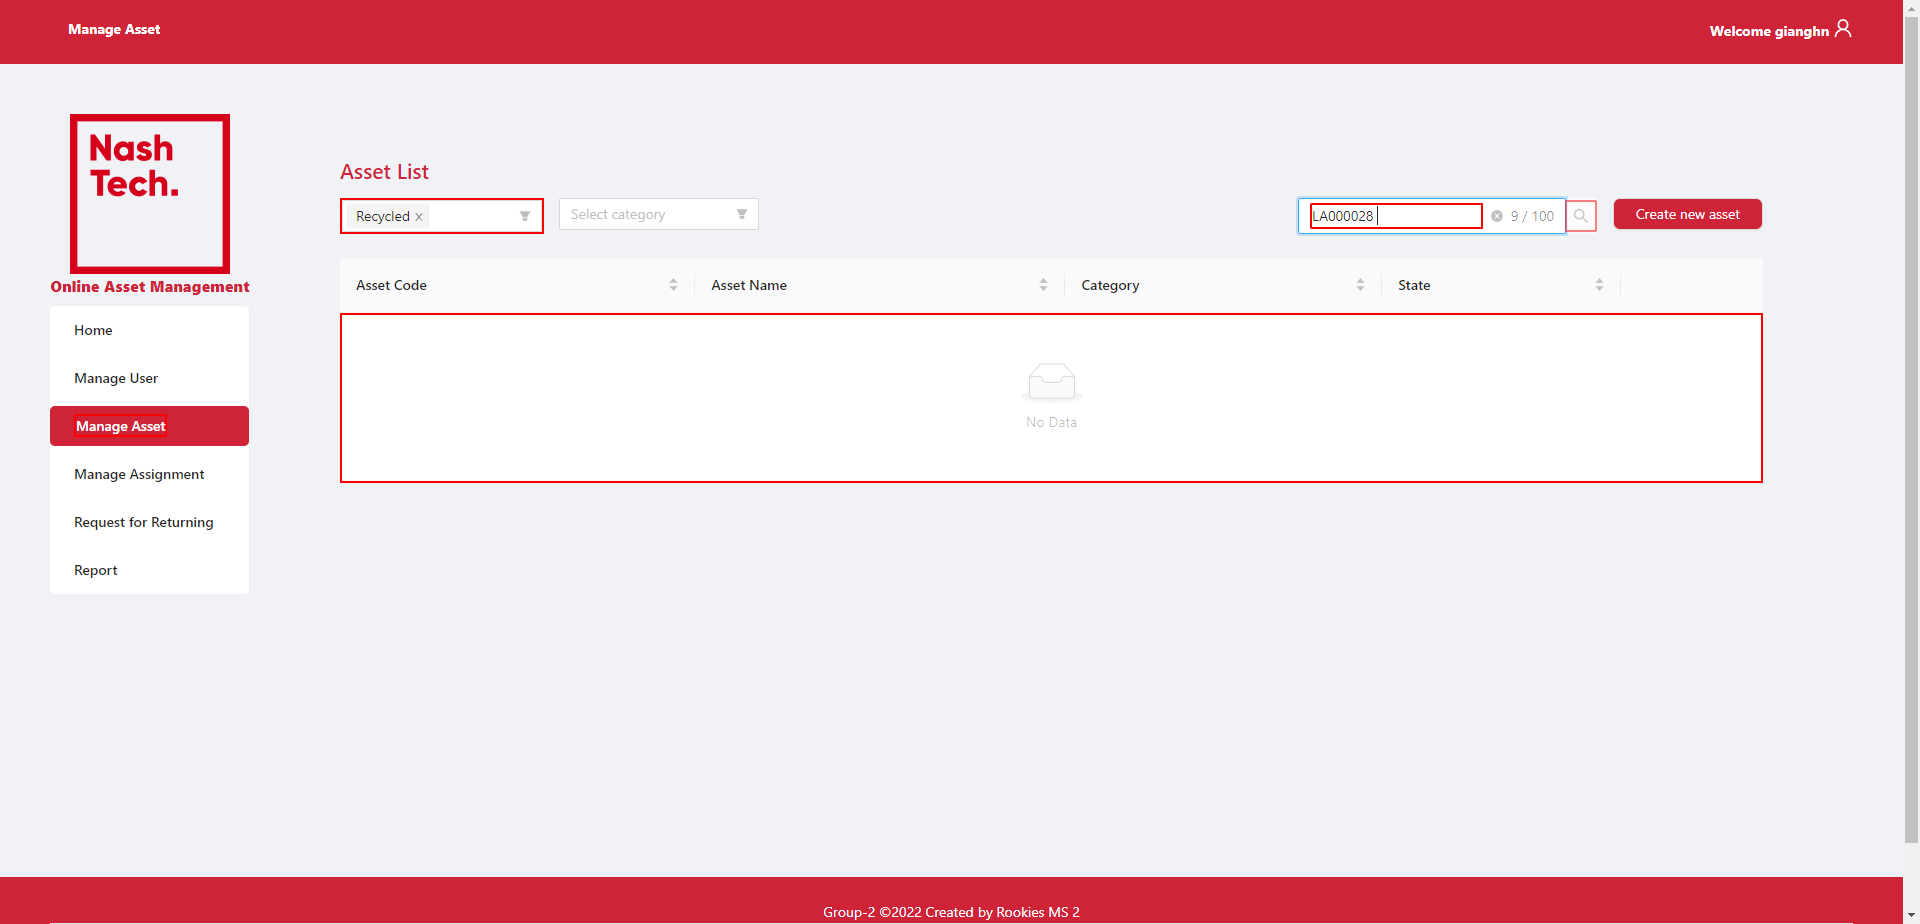 Manage Asset
Welcome gianghn
Nash
Tech.
Online Asset Management
Home
Manage User
Manage Asset
Manage Assignment
Request for Returning
Report
Asset List
Recycled
Select category
LA000028
9 / 100
Create new asset
Asset Code
Asset Name
Category
State
No Data
Group-2 ©2022 Created by Rookies MS 2